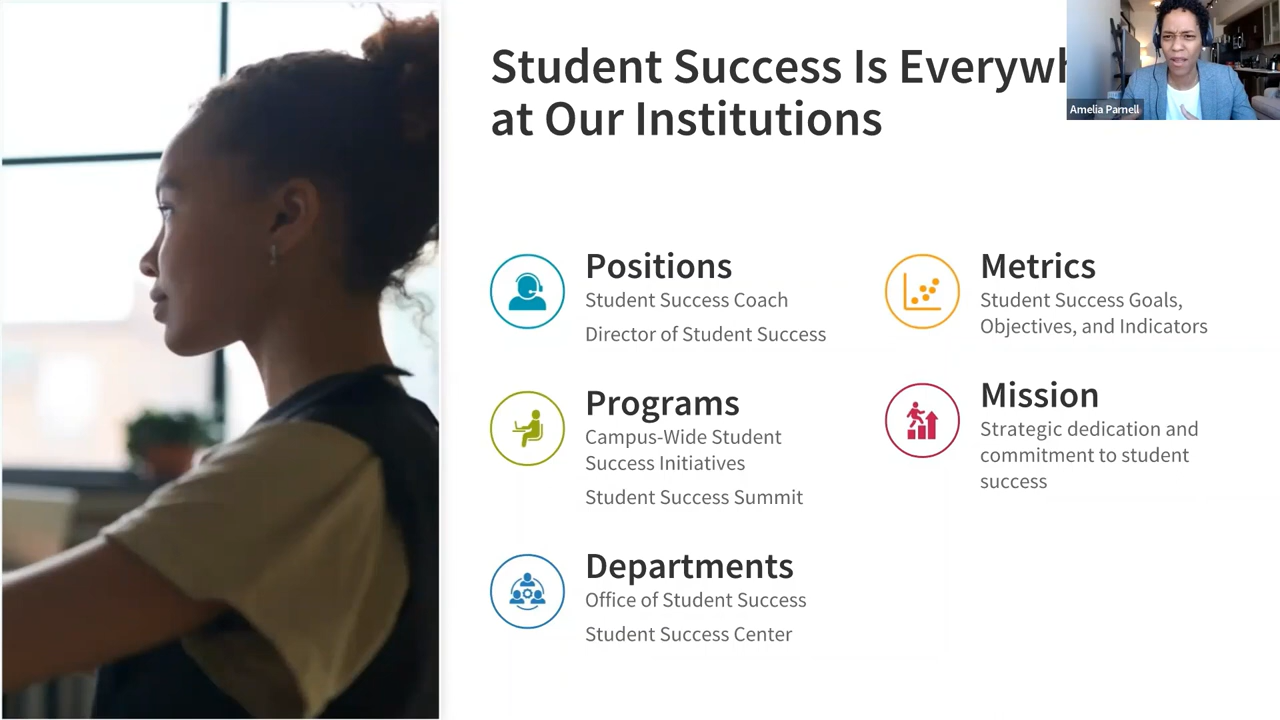 Student Success Is Everywh
at Our Institutions
Amelia Parnell
Positions
Student Success Coach
Director of Student Success
Programs
Campus-Wide Student
Success Initiatives
Student Success Summit
Departments
Office of Student Success
Student Success Center
Metrics
Student Success Goals,
Objectives, and Indicators
Mission
Strategic dedication and
commitment to student
success